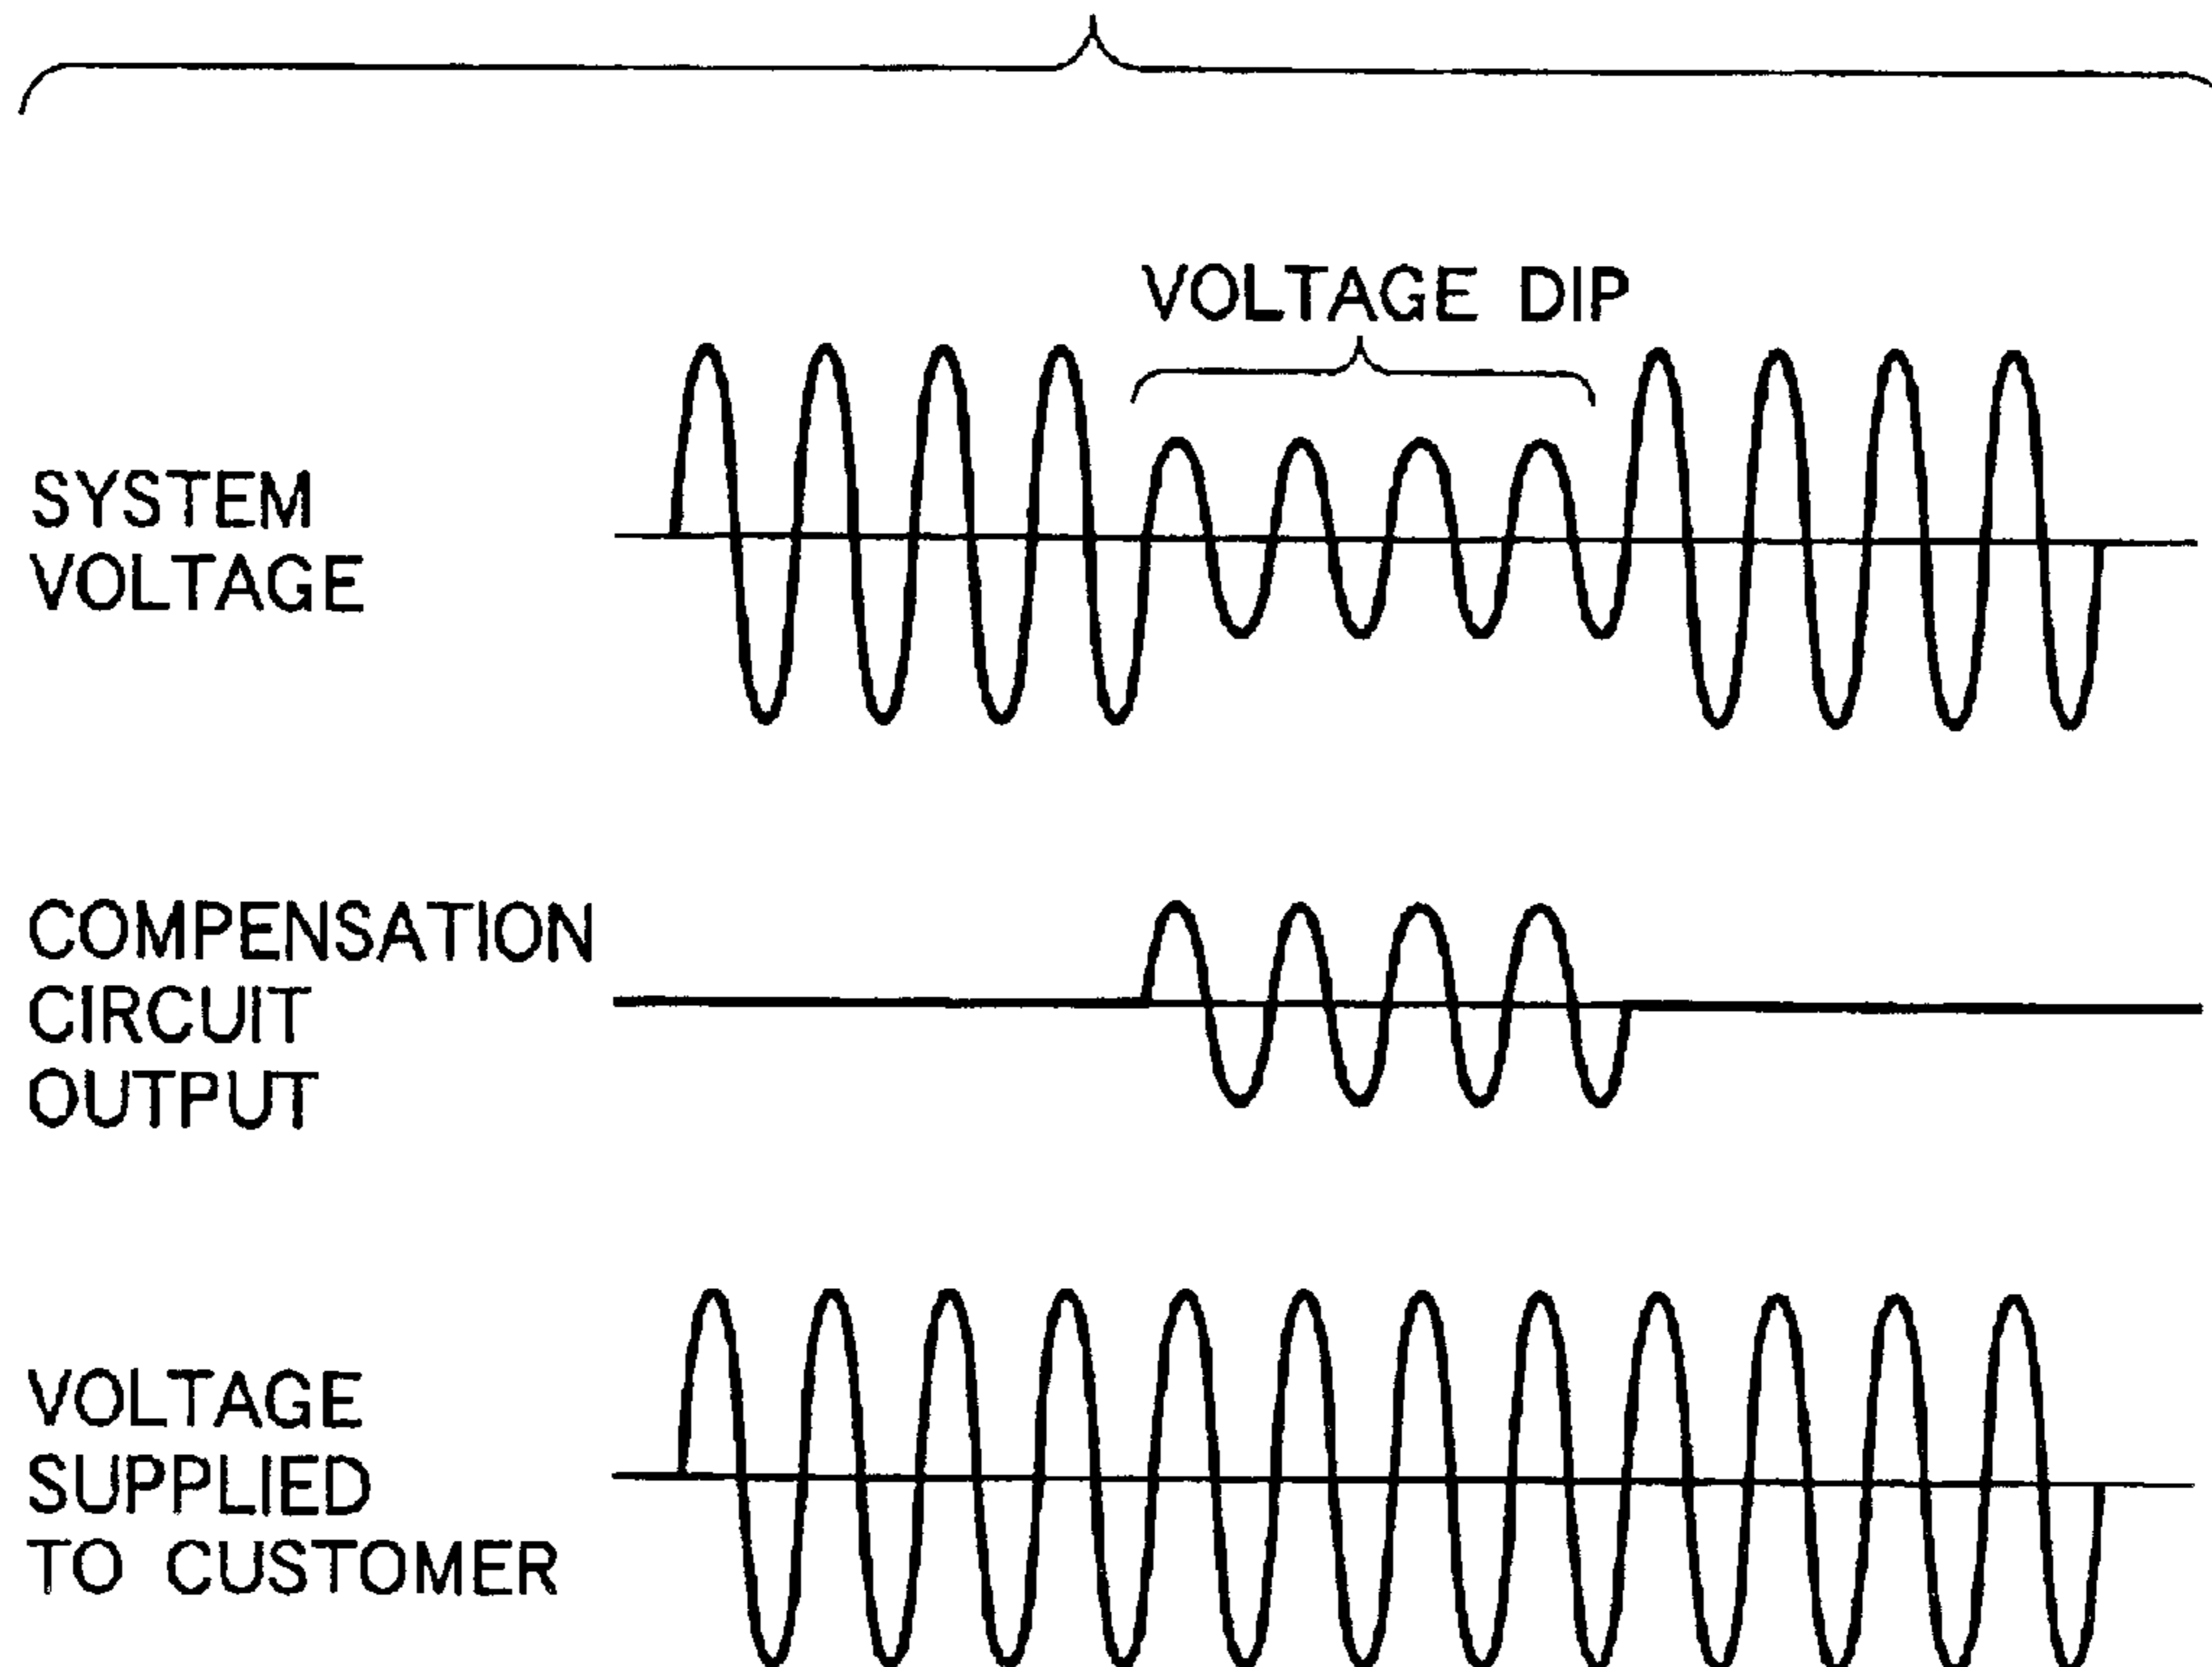 VOLTAGE DIP
SYSTEM
VOLTAGE
COMPENSATION
CIRCUIT
OUTPUT
VOLTAGE
SUPPLIED
TO CUSTOMER